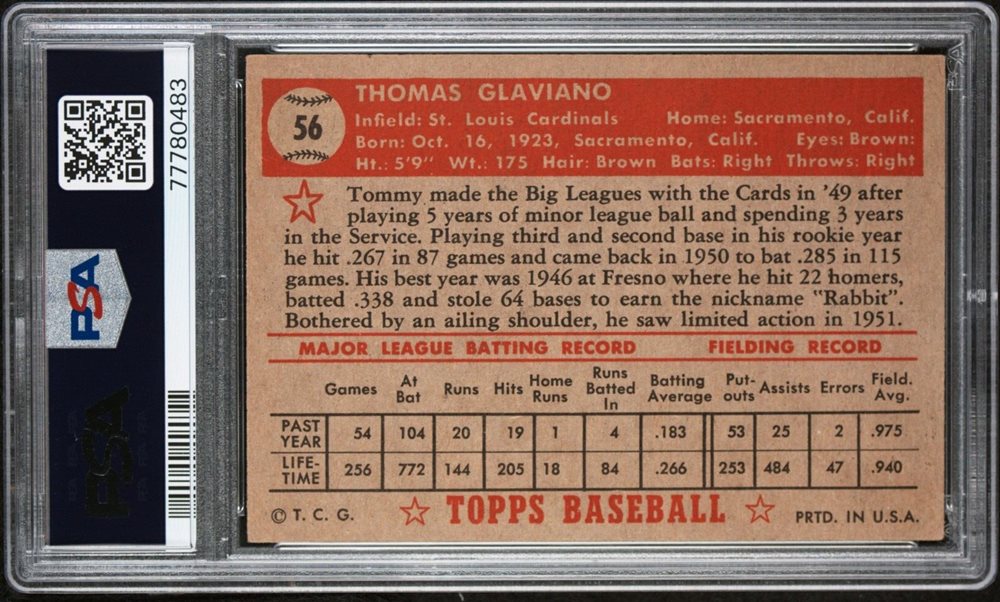 77780483
PSA
PSA
56
THOMAS GLAVIANO
Infield: St. Louis Cardinals Home: Sacramento, Calif.
Born: Oct. 16, 1923, Sacramento, Calif. Eyes: Brown:
Ht.: 5'9" Wt.: 175 Hair: Brown Bats: Right Throws: Right
Tommy made the Big Leagues with the Cards in '49 after
playing 5 years of minor league ball and spending 3 years
in the Service. Playing third and second base in his rookie year
he hit .267 in 87 games and came back in 1950 to bat .285 in 115
games. His best year was 1946 at Fresno where he hit 22 homers,
batted .338 and stole 64 bases to earn the nickname "Rabbit".
Bothered by an ailing shoulder, he saw limited action in 1951.
MAJOR LEAGUE BATTING RECORD FIELDING RECORD
Games At Bat Runs Hits Home Runs Runs Batted In Batting Average Put-outs Assists Errors Field. Avg.
PAST YEAR 54 104 20 19 1 4 .183 53 25 2 .975
LIFE-TIME 256 772 144 205 18 84 .266 253 484 47 .940
© T. C. G. TOPPS BASEBALL PRTD. IN U.S.A.